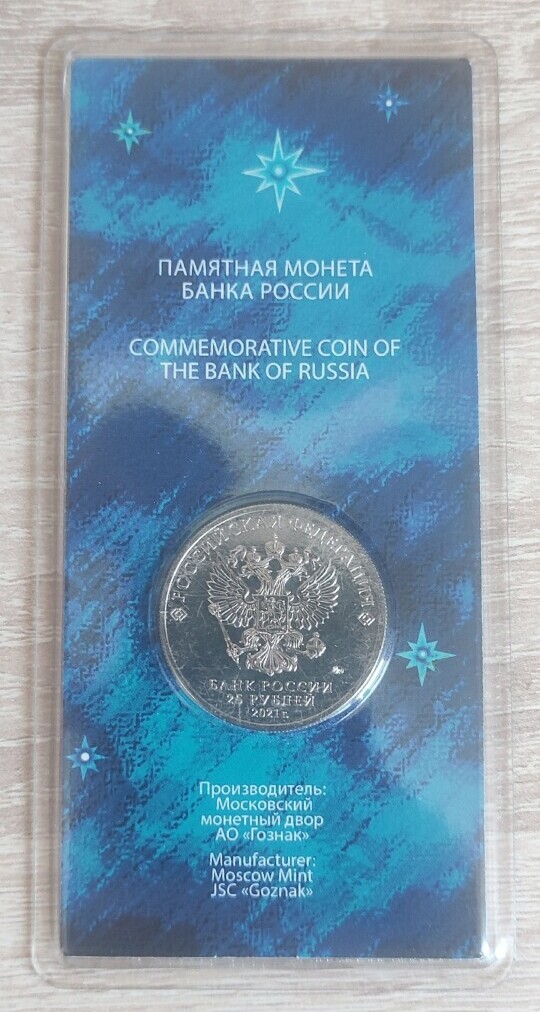 ПАМЯТНАЯ МОНЕТА
БАНКА РОССИИ
COMMEMORATIVE COIN OF
THE BANK OF RUSSIA
РОССИЙСКАЯ ФЕДЕРАЦИЯ
БАНК РОССИИ
25 РУБЛЕЙ
2021 г.
Производитель:
Московский
монетный двор
АО «Гознак»
Manufacturer:
Moscow Mint
JSC «Goznak»